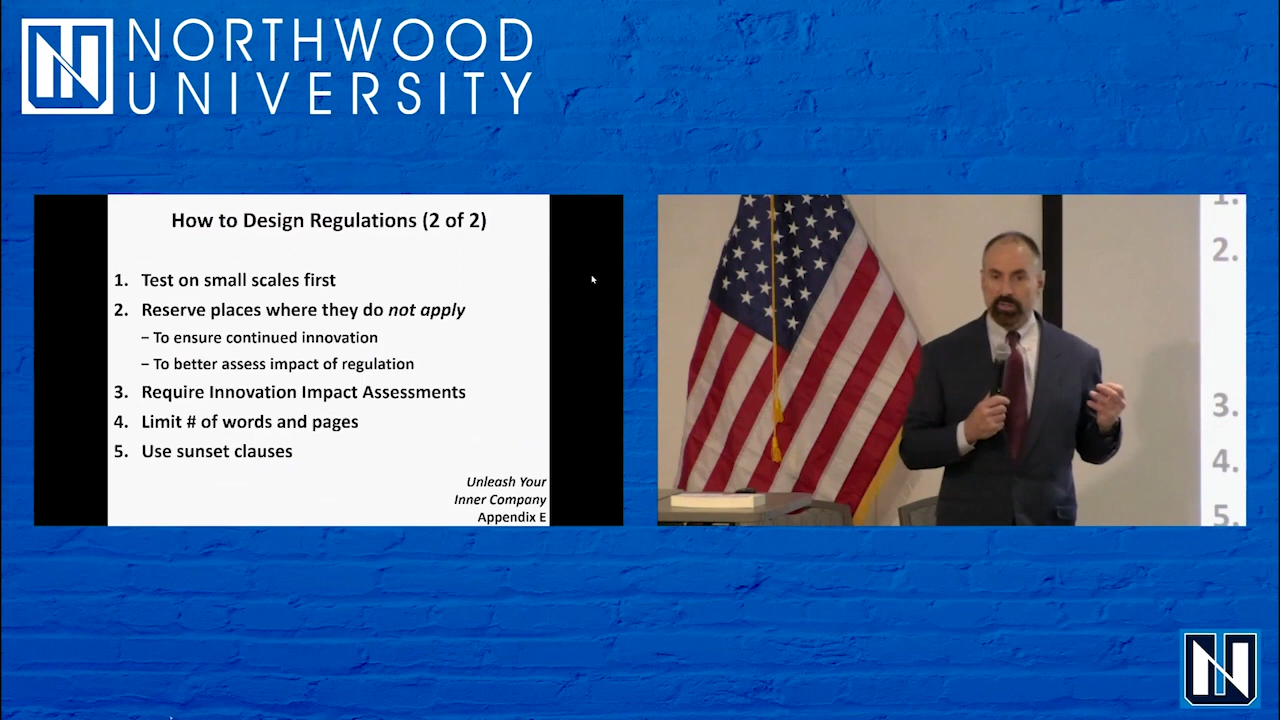 NORTHWOOD
UNIVERSITY
How to Design Regulations (2 of 2)
1. Test on small scales first
2. Reserve places where they do not apply
– To ensure continued innovation
– To better assess impact of regulation
3. Require Innovation Impact Assessments
4. Limit # of words and pages
5. Use sunset clauses
Unleash Your
Inner Company
Appendix E
1.
2.
3.
4.
5.